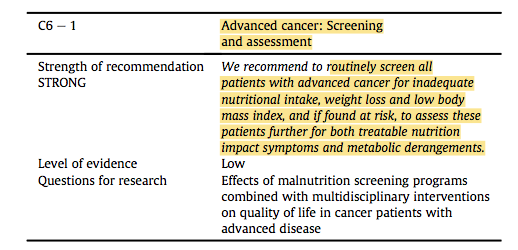 C6 – 1 Advanced cancer: Screening
and assessment
Strength of recommendation We recommend to routinely screen all
STRONG patients with advanced cancer for inadequate
nutritional intake, weight loss and low body
mass index, and if found at risk, to assess these
patients further for both treatable nutrition
impact symptoms and metabolic derangements.
Level of evidence Low
Questions for research Effects of malnutrition screening programs
combined with multidisciplinary interventions
on quality of life in cancer patients with
advanced disease